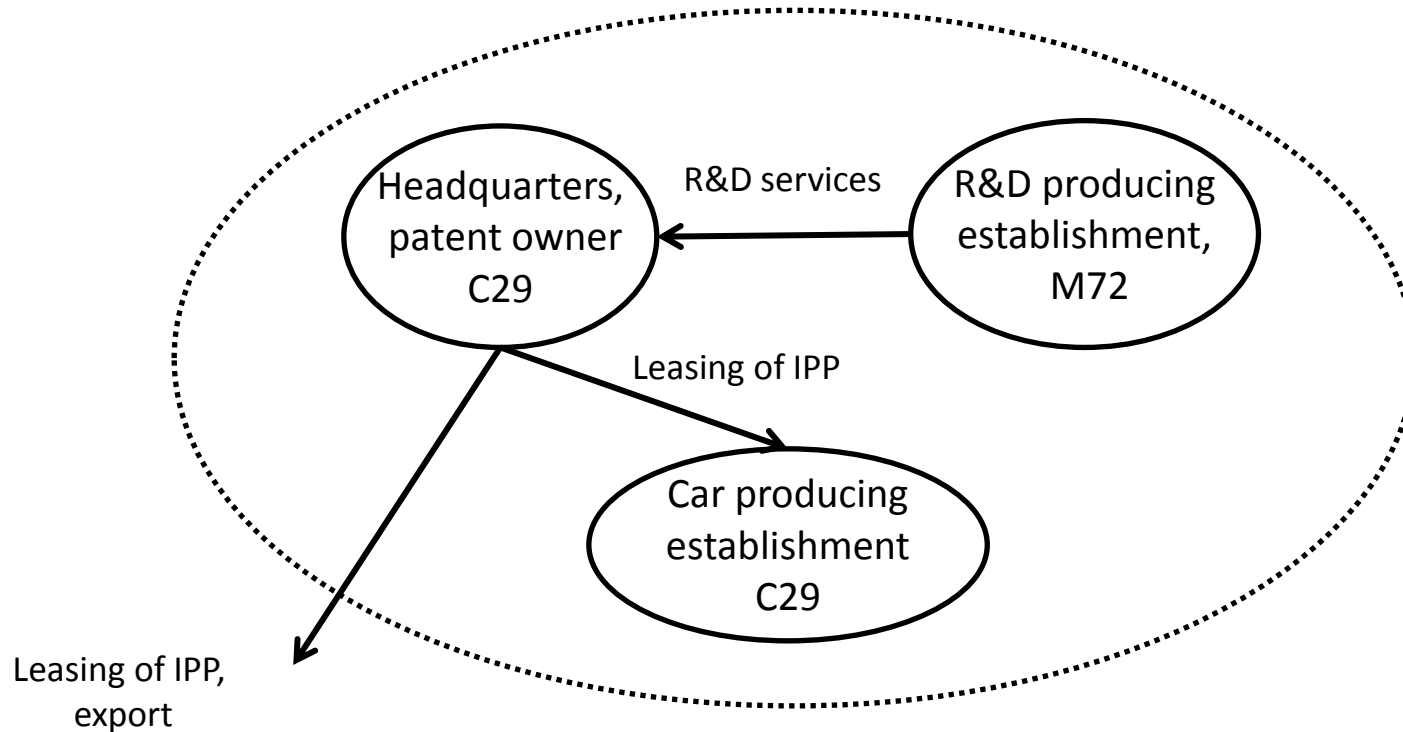 Headquarters,
patent owner
C29
R&D services
R&D producing
establishment,
M72
Leasing of IPP
Car producing
establishment
C29
Leasing of IPP,
export